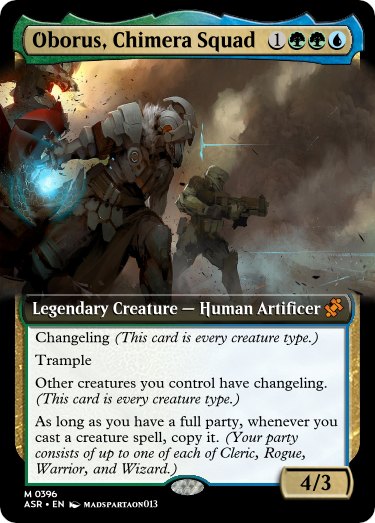 Oborus, Chimera Squad 1
Legendary Creature — Human Artificer
Changeling (This card is every creature type.)
Trample
Other creatures you control have changeling.
(This card is every creature type.)
As long as you have a full party, whenever you
cast a creature spell, copy it. (Your party
consists of up to one of each of Cleric, Rogue,
Warrior, and Wizard.)
4/3
M 0396
ASR • EN MADSPARTAON013